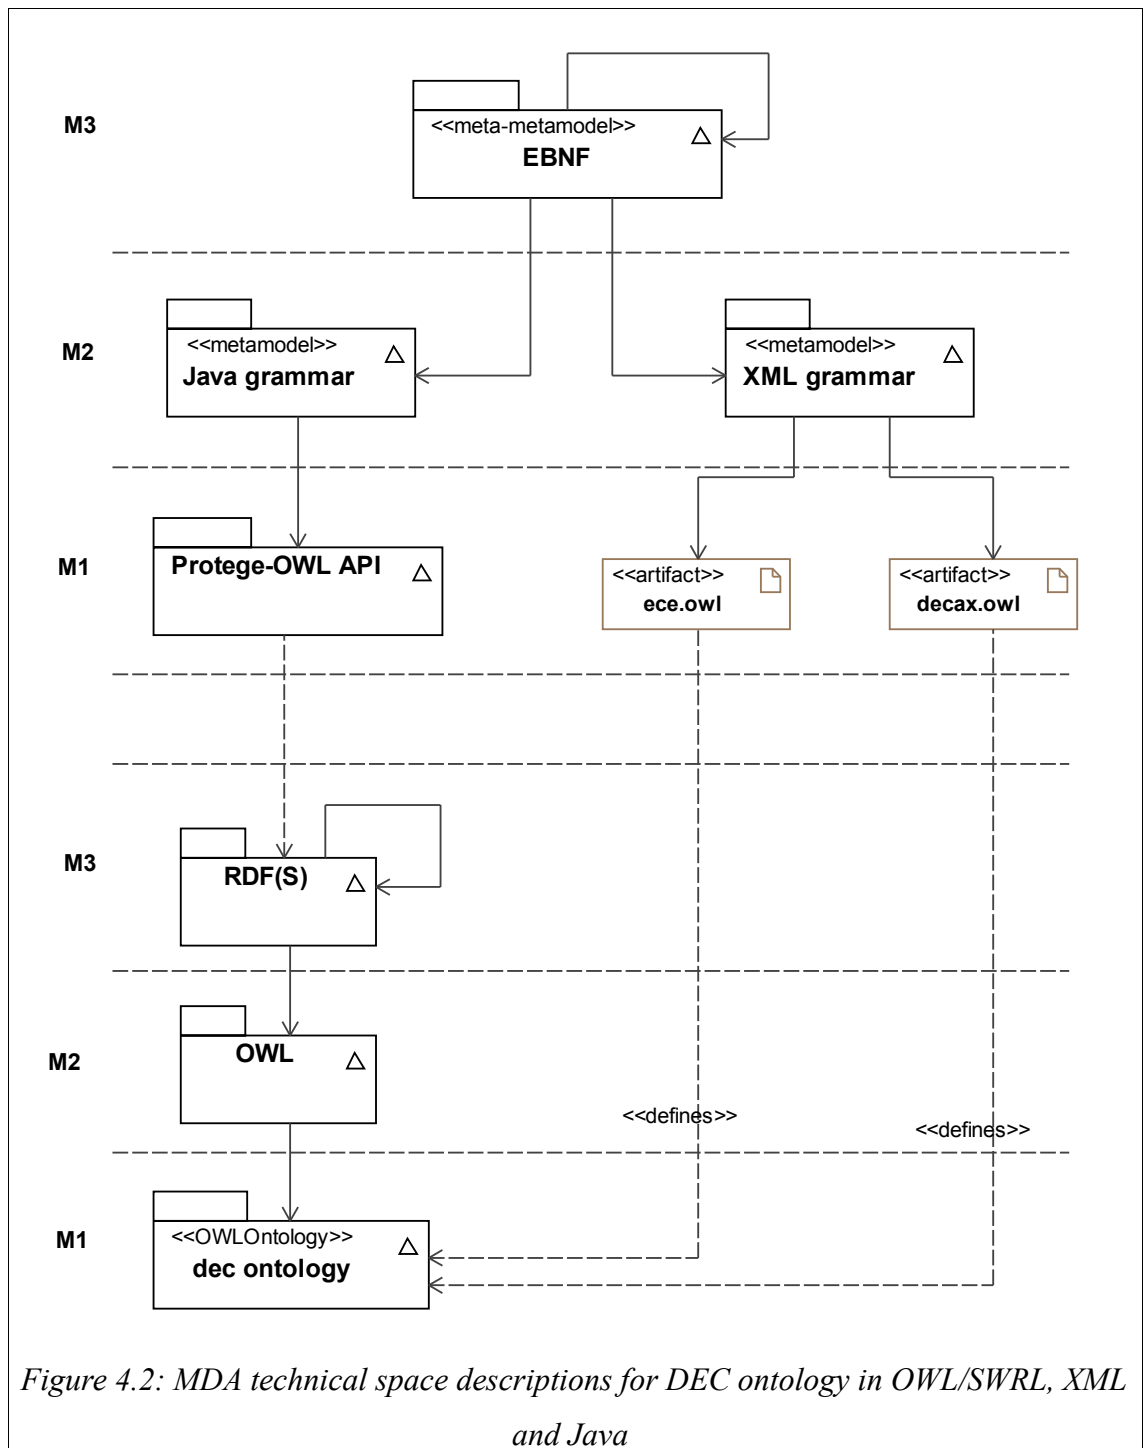 M3
<<meta-metamodel>>
EBNF
M2
<<metamodel>>
Java grammar
<<metamodel>>
XML grammar
M1
Protege-OWL API
<<artifact>>
ece.owl
<<artifact>>
decax.owl
M3
RDF(S)
M2
OWL
<<defines>>
<<defines>>
M1
<<OWLOntology>>
dec ontology
Figure 4.2: MDA technical space descriptions for DEC ontology in OWL/SWRL, XML
and Java